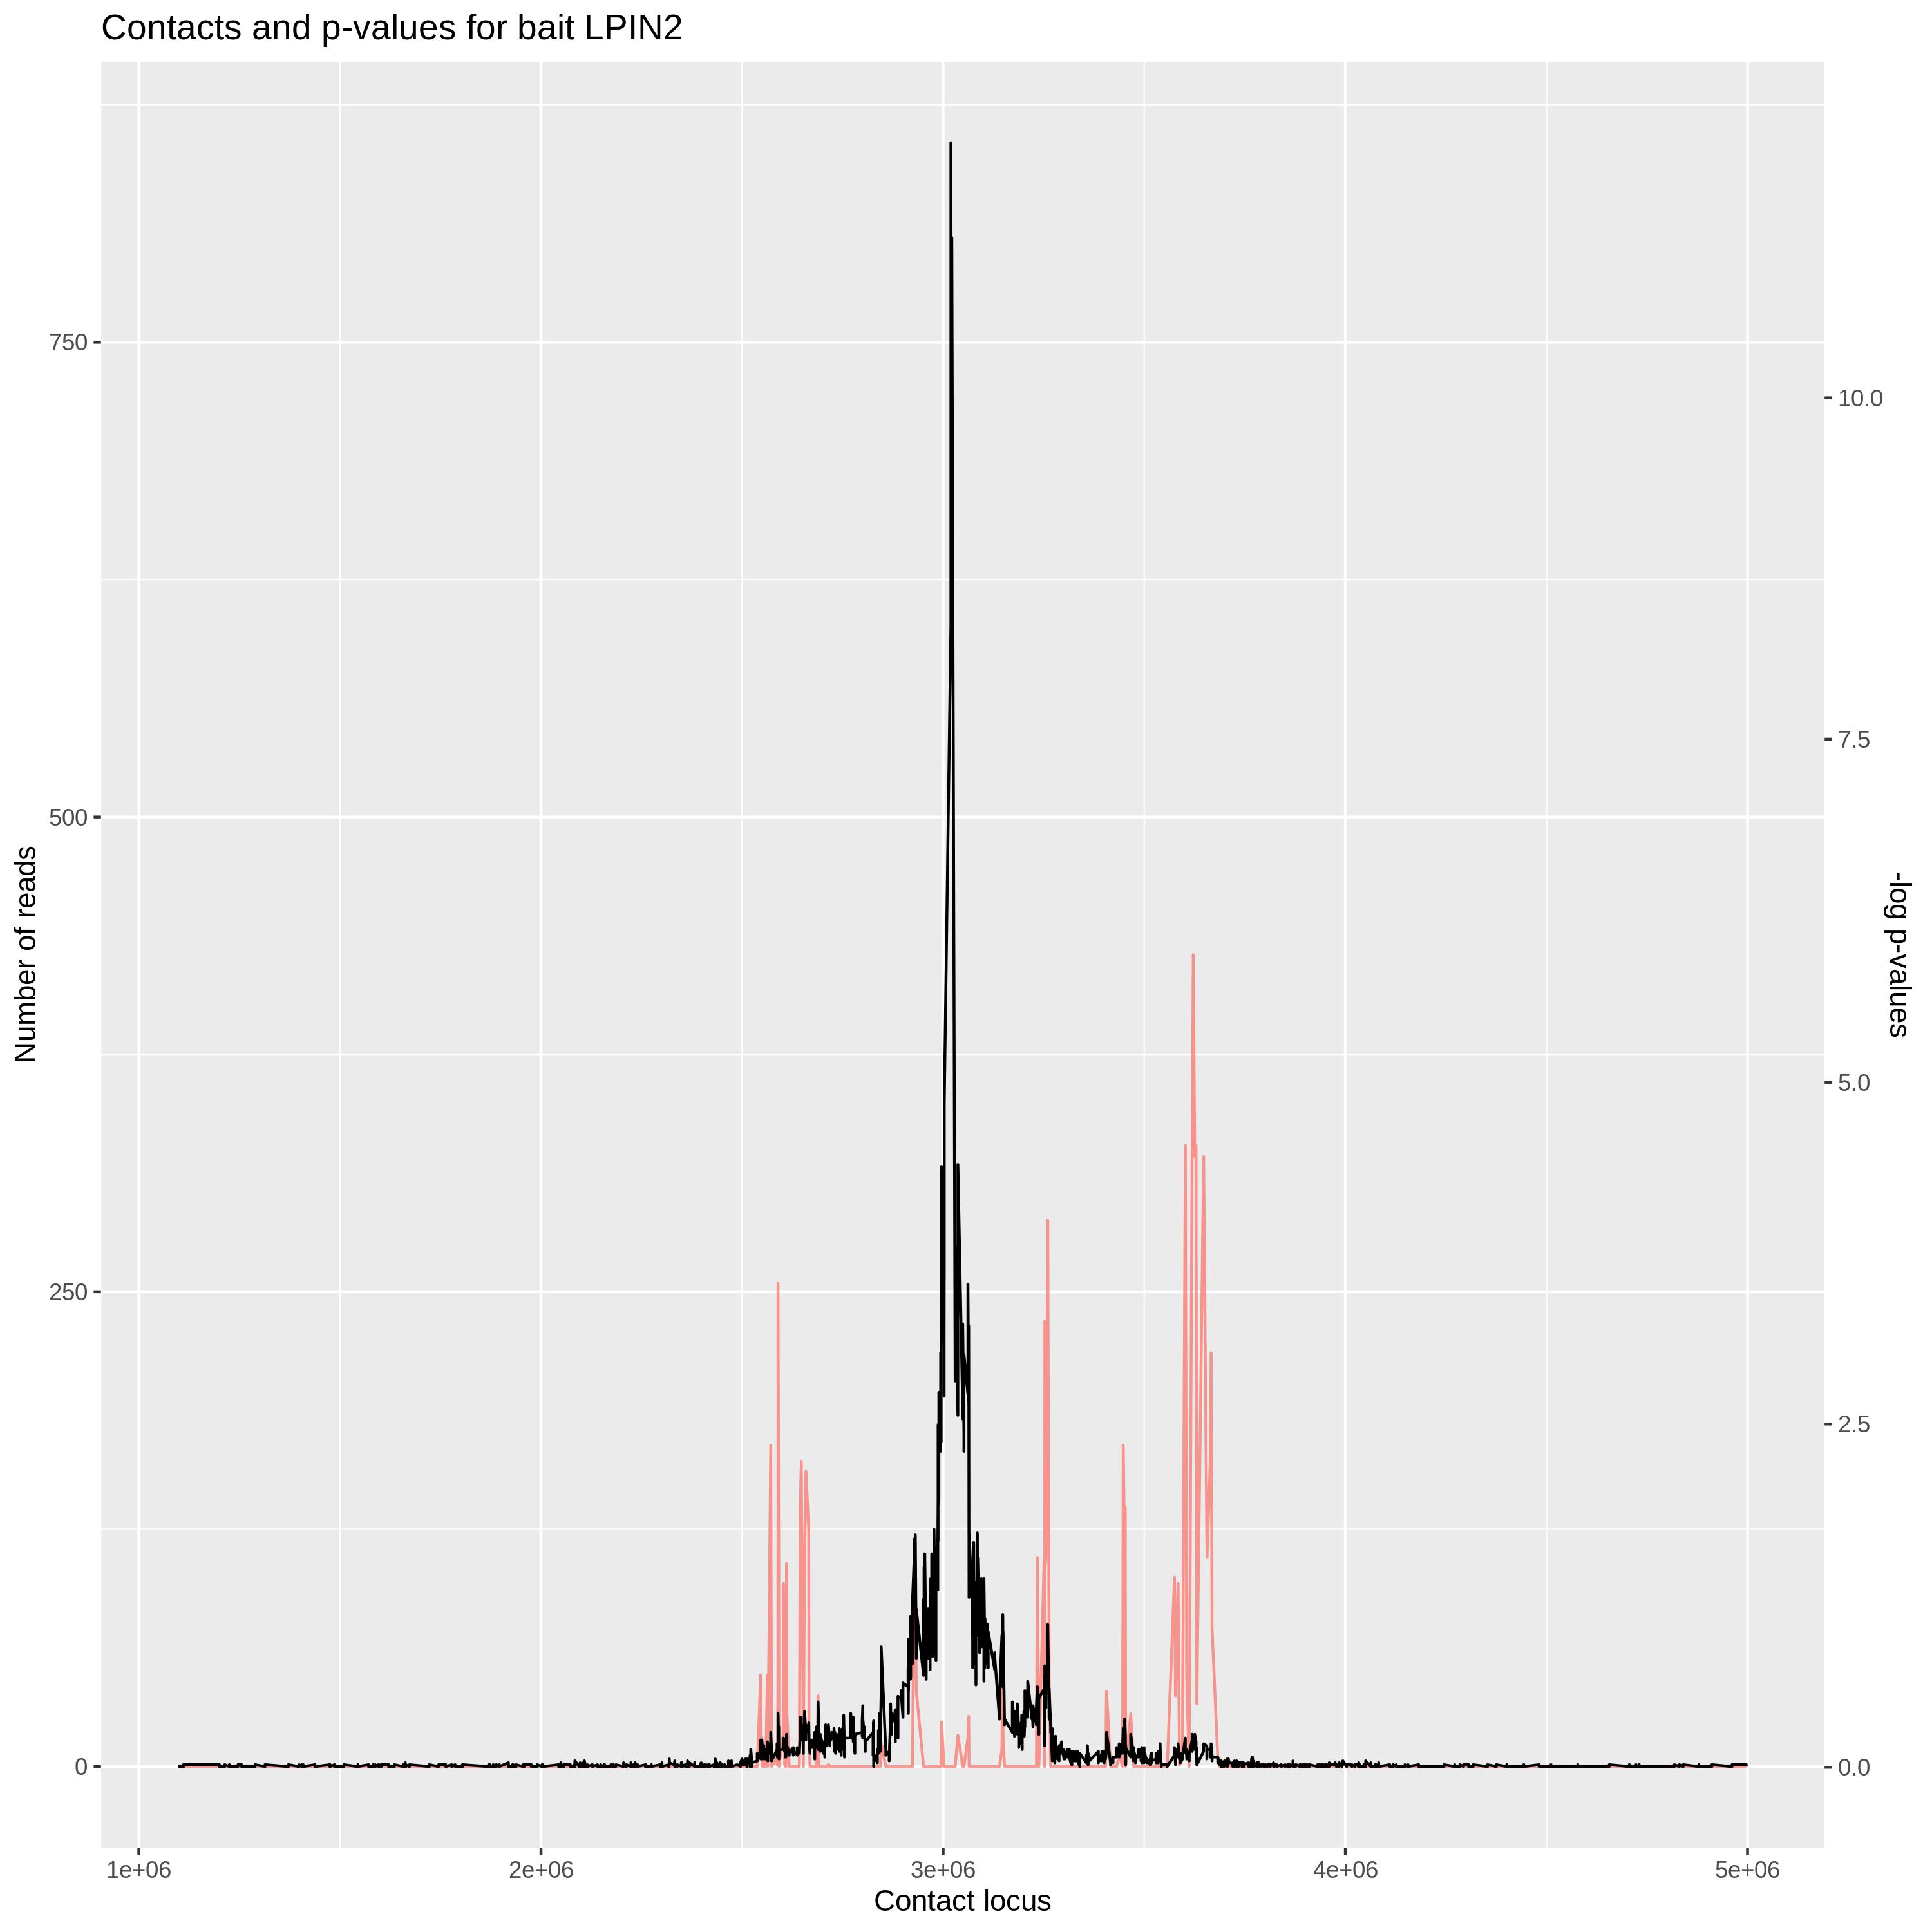 Contacts and p-values for bait LPIN2
Number of reads
750
500
250
0
10.0
7.5
5.0
2.5
0.0
-log p-values
1e+06
2e+06
3e+06
4e+06
5e+06
Contact locus